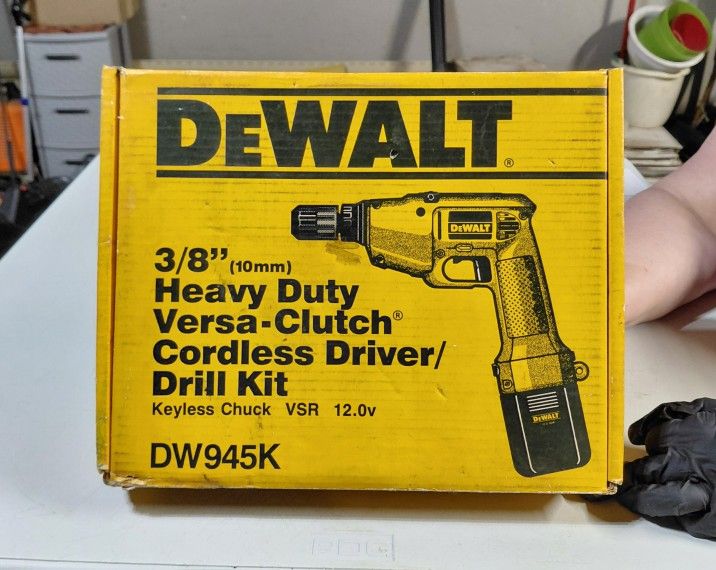 DEWALT®
DEWALT
3/8” (10mm)
Heavy Duty
Versa-Clutch®
Cordless Driver/
Drill Kit
Keyless Chuck VSR 12.0v
DEWALT
DW945K